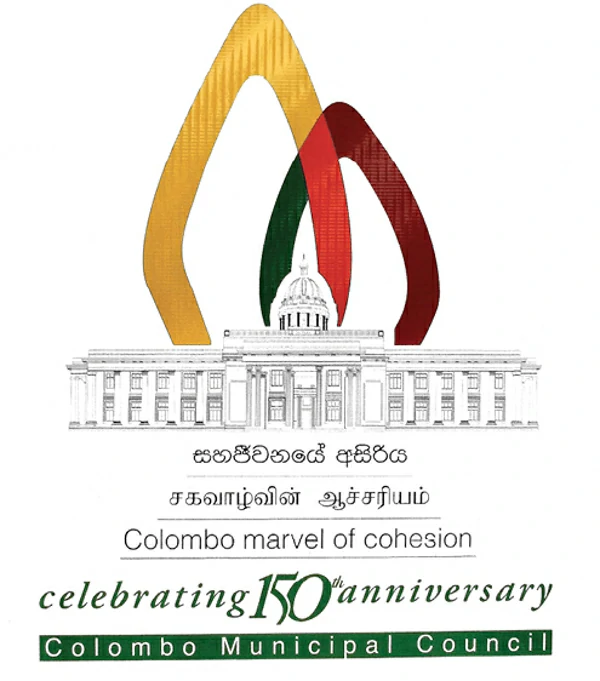 සහජීවනයේ අසිරිය
சகவாழ்வின் ஆச்சரியம்
Colombo marvel of cohesion
celebrating 150th anniversary
Colombo Municipal Council